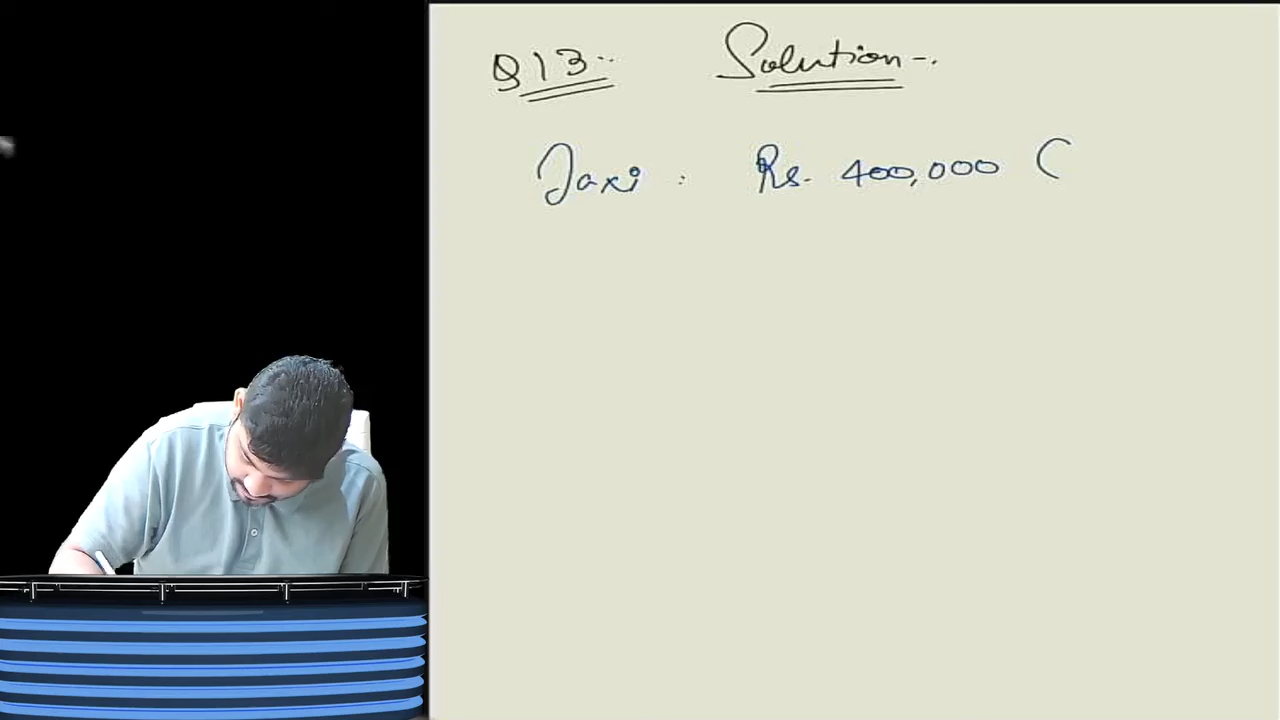 Q13.. Solution-.
Taxi : Rs. 400,000 (